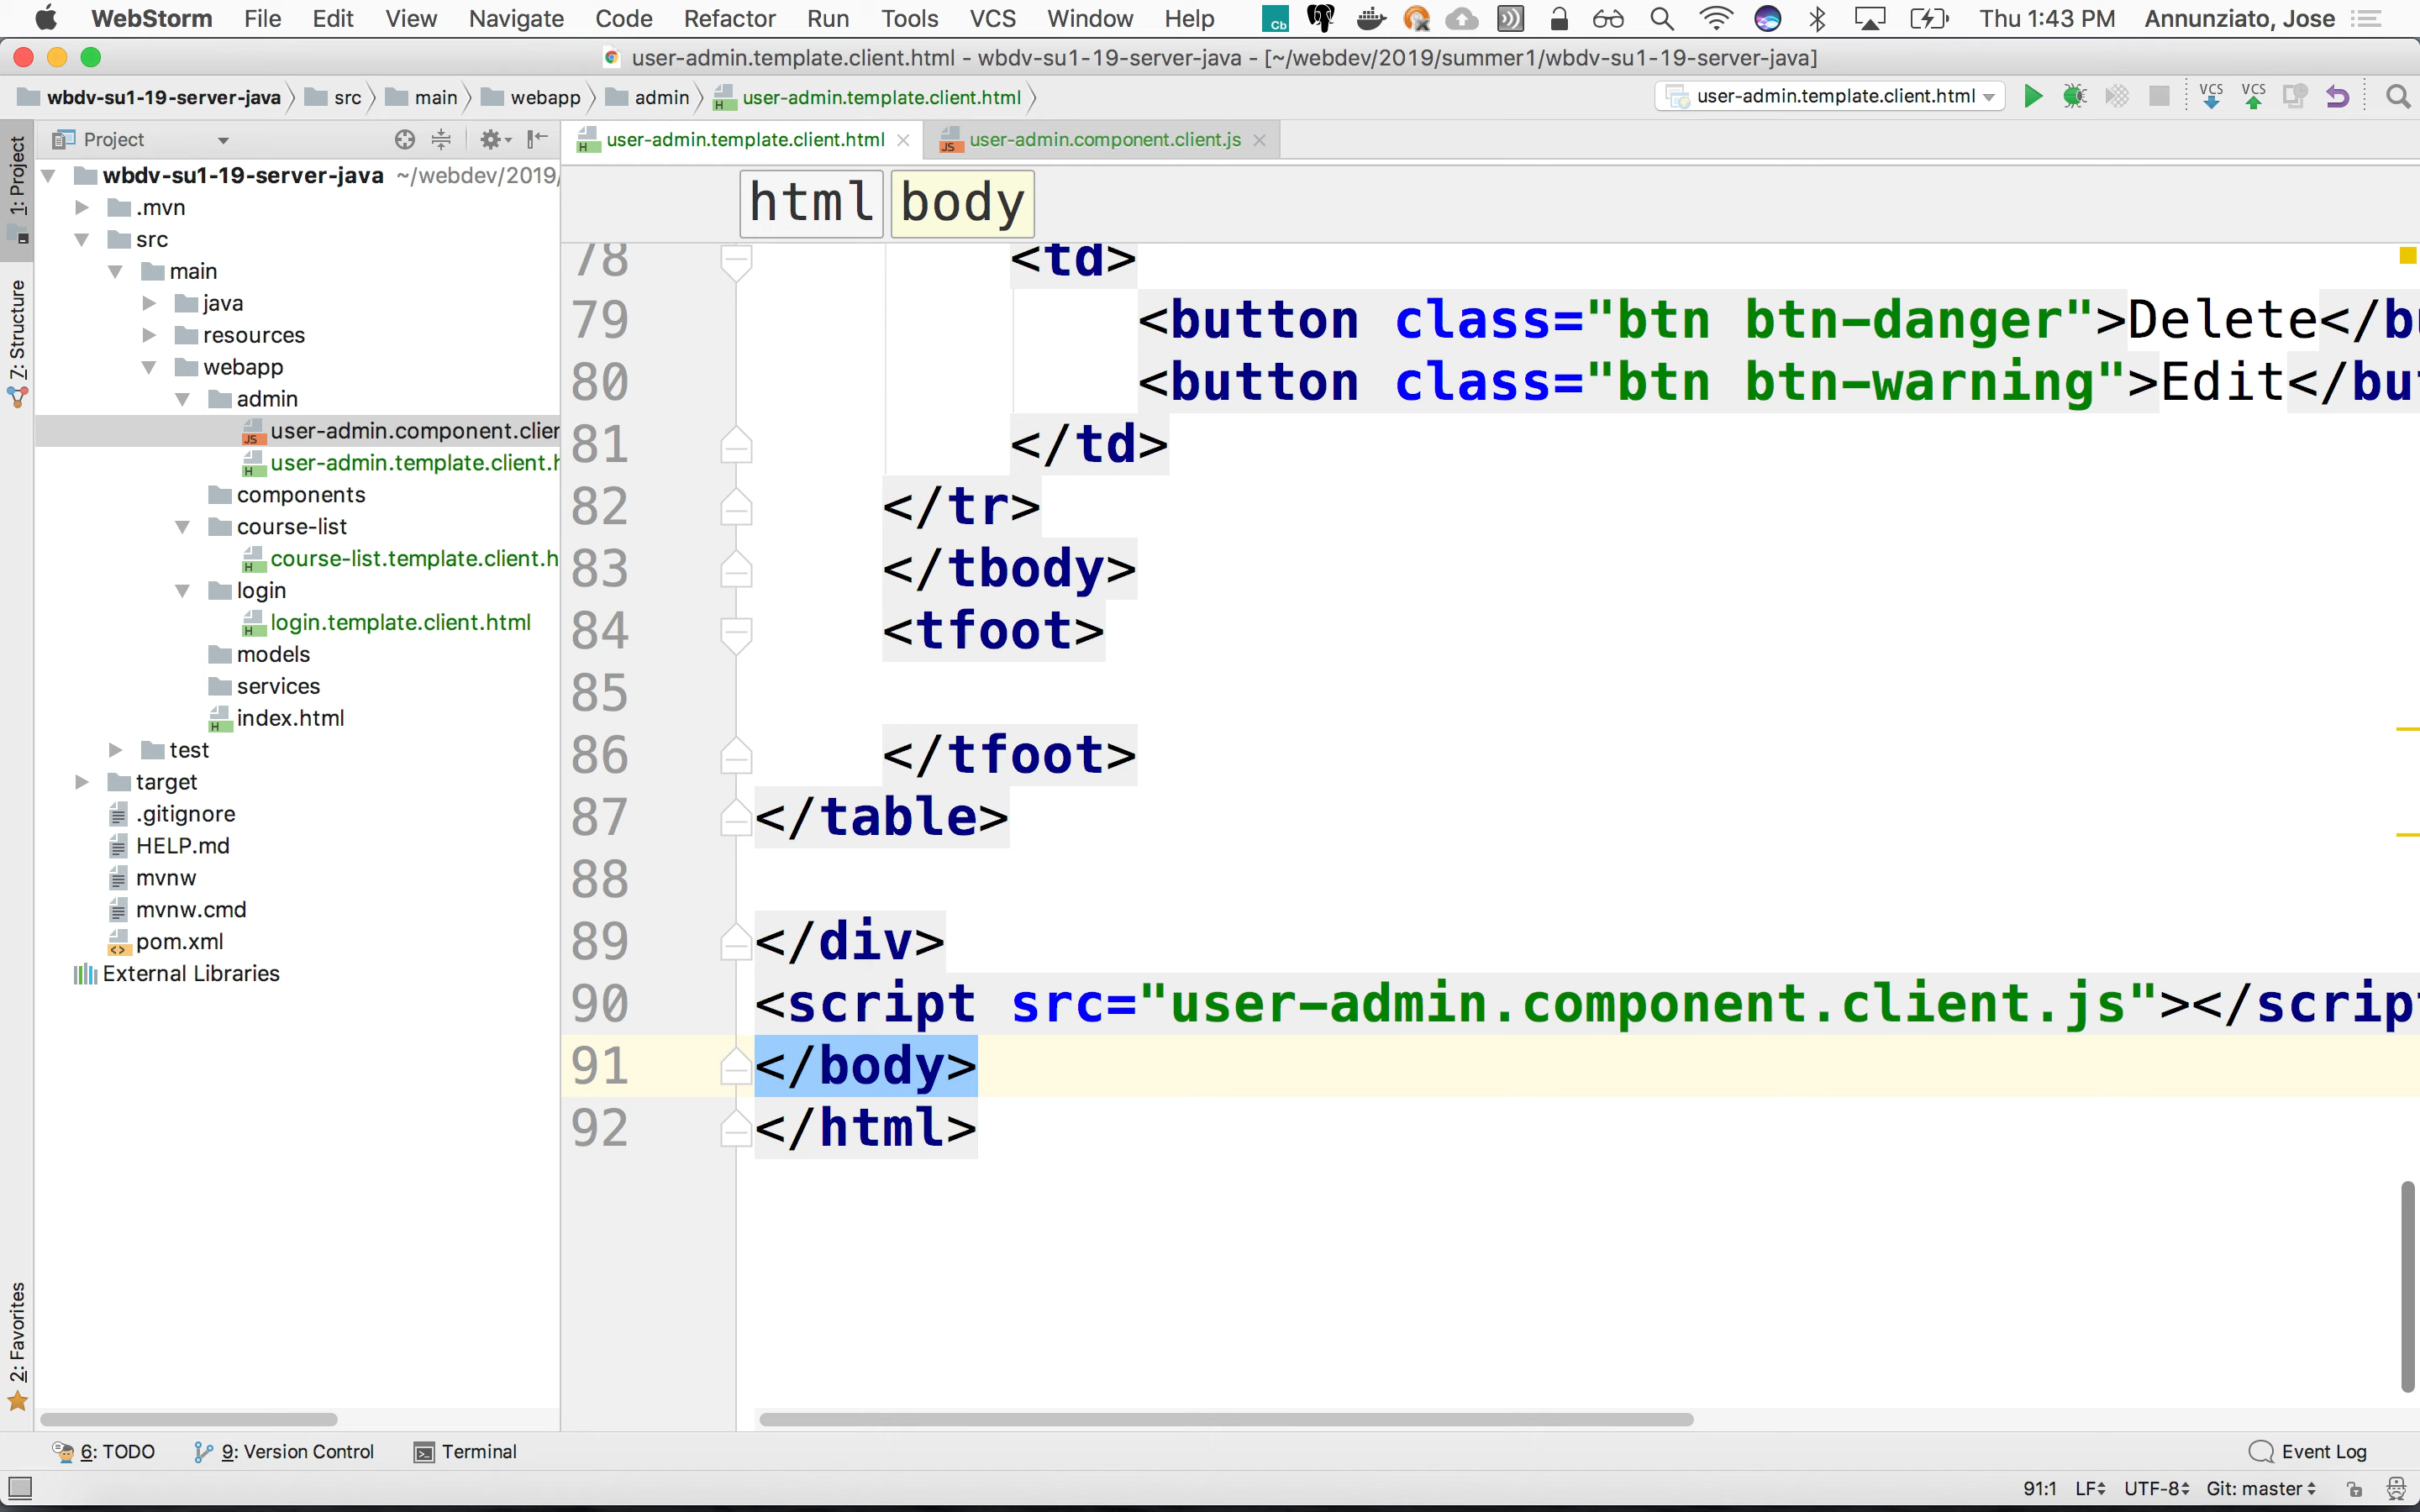 WebStorm File Edit View Navigate Code Refactor Run Tools VCS Window Help Cb Thu 1:43 PM Annunziato, Jose
user-admin.template.client.html - wbdv-su1-19-server-java - [~/webdev/2019/summer1/wbdv-su1-19-server-java]
wbdv-su1-19-server-java src main webapp admin user-admin.template.client.html user-admin.template.client.html VCS VCS
Project user-admin.template.client.html user-admin.component.client.js
1: Project
7: Structure
2: Favorites
wbdv-su1-19-server-java ~/webdev/2019/
.mvn
src
main
java
resources
webapp
admin
user-admin.component.clien
user-admin.template.client.h
components
course-list
course-list.template.client.h
login
login.template.client.html
models
services
index.html
test
target
.gitignore
HELP.md
mvnw
mvnw.cmd
pom.xml
External Libraries
html body
78 <td>
79 <button class="btn btn-danger">Delete</bu
80 <button class="btn btn-warning">Edit</but
81 </td>
82 </tr>
83 </tbody>
84 <tfoot>
85
86 </tfoot>
87 </table>
88
89 </div>
90 <script src="user-admin.component.client.js"></script
91 </body>
92 </html>
6: TODO 9: Version Control Terminal Event Log
91:1 LF UTF-8 Git: master